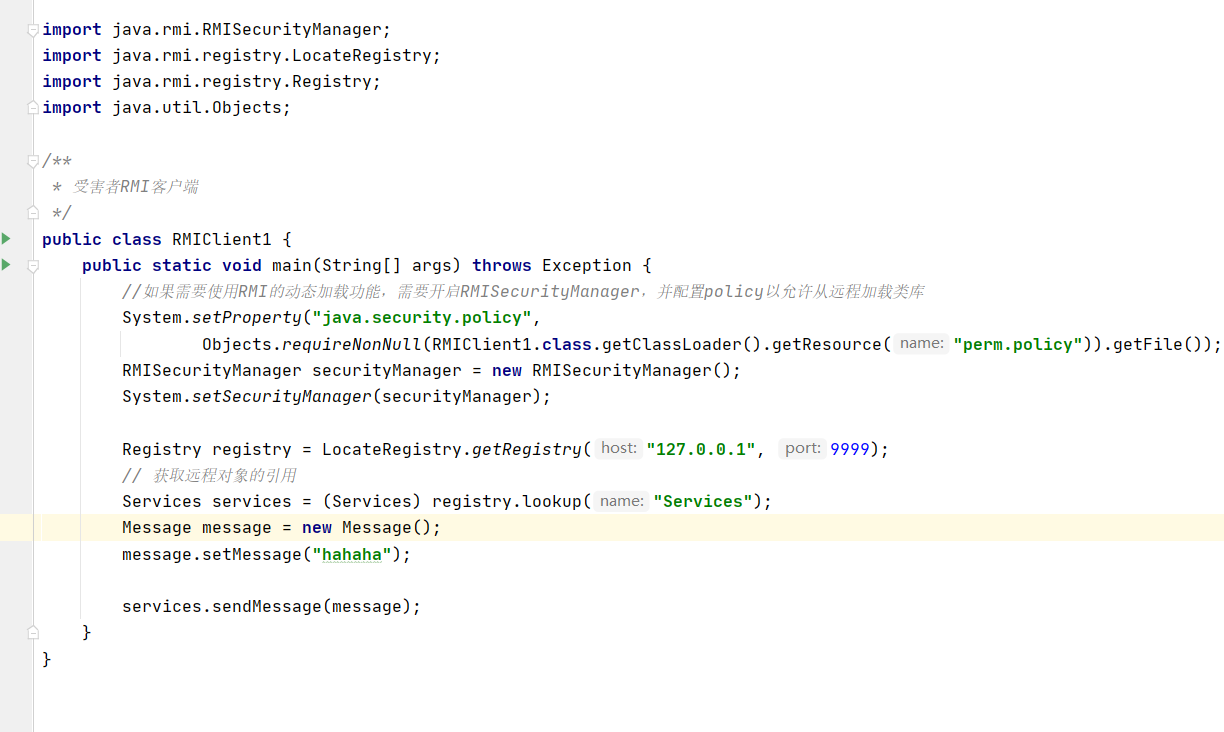 import java.rmi.RMISecurityManager;
import java.rmi.registry.LocateRegistry;
import java.rmi.registry.Registry;
import java.util.Objects;
/**
 * 受害者RMI客户端
 */
public class RMIClient1 {
    public static void main(String[] args) throws Exception {
        //如果需要使用RMI的动态加载功能，需要开启RMISecurityManager，并配置policy以允许从远程加载类库
        System.setProperty("java.security.policy",
                Objects.requireNonNull(RMIClient1.class.getClassLoader().getResource( name: "perm.policy")).getFile());
        RMISecurityManager securityManager = new RMISecurityManager();
        System.setSecurityManager(securityManager);
        Registry registry = LocateRegistry.getRegistry( host: "127.0.0.1", port: 9999);
        // 获取远程对象的引用
        Services services = (Services) registry.lookup( name: "Services");
        Message message = new Message();
        message.setMessage("hahaha");
        services.sendMessage(message);
    }
}